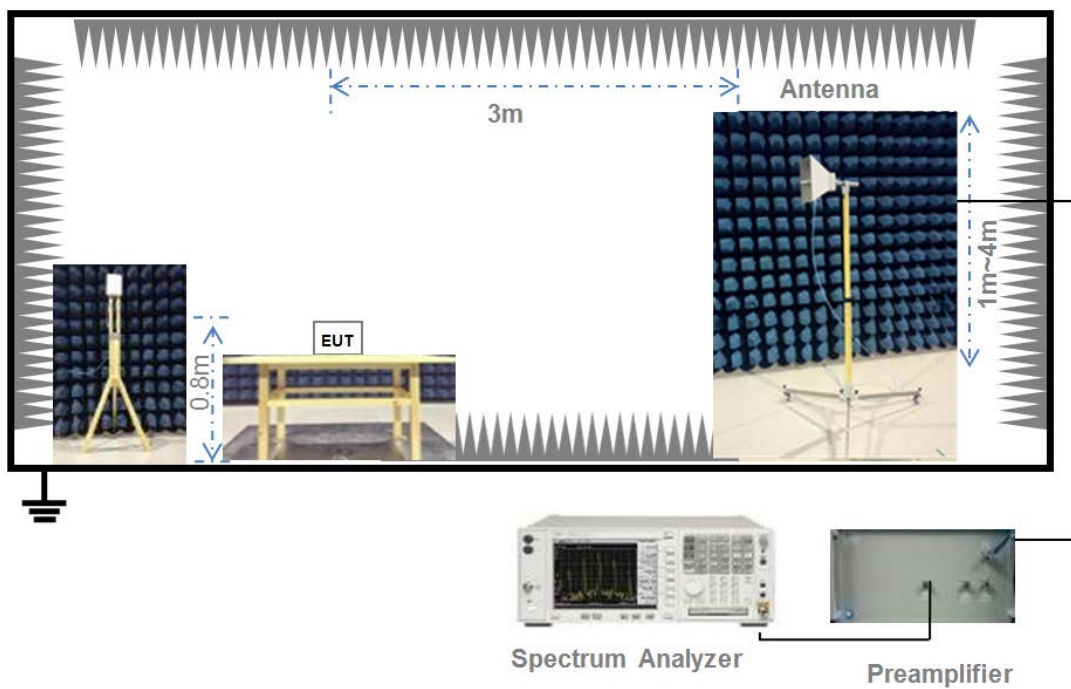 Antenna
3m
1m~4m
EUT
0.8m
Spectrum Analyzer
Preamplifier